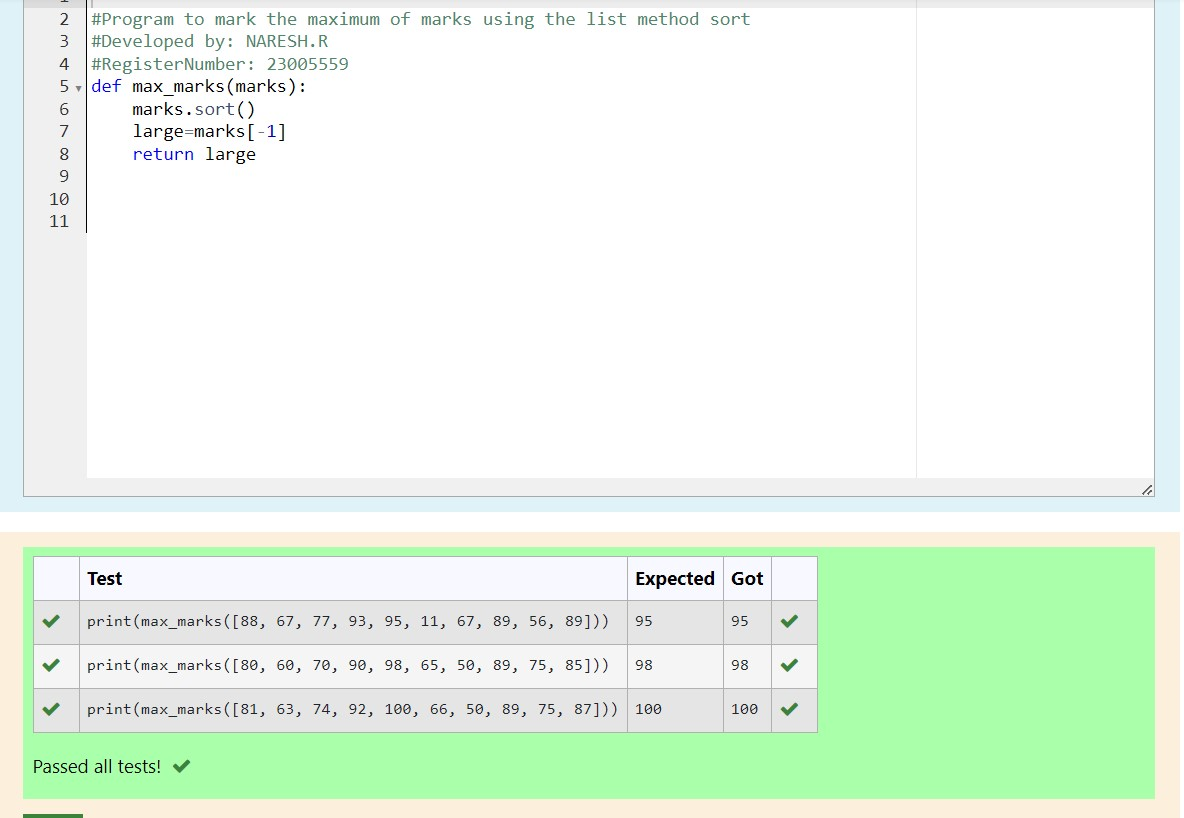 2 #Program to mark the maximum of marks using the list method sort
3 #Developed by: NARESH.R
4 #RegisterNumber: 23005559
5 def max_marks(marks):
6 marks.sort()
7 large=marks[-1]
8 return large
9
10
11
Test Expected Got
print(max_marks([88, 67, 77, 93, 95, 11, 67, 89, 56, 89])) 95 95
print(max_marks([80, 60, 70, 90, 98, 65, 50, 89, 75, 85])) 98 98
print(max_marks([81, 63, 74, 92, 100, 66, 50, 89, 75, 87])) 100 100
Passed all tests!